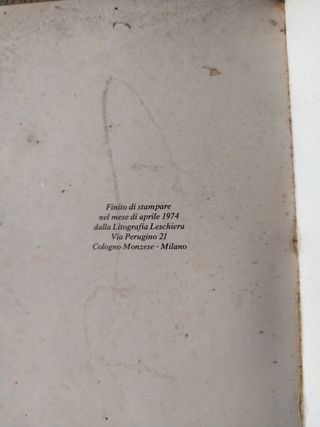 Finito di stampare
nel mese di aprile 1974
dalla Litografia Leschiera
Via Perugino 21
Cologno Monzese · Milano